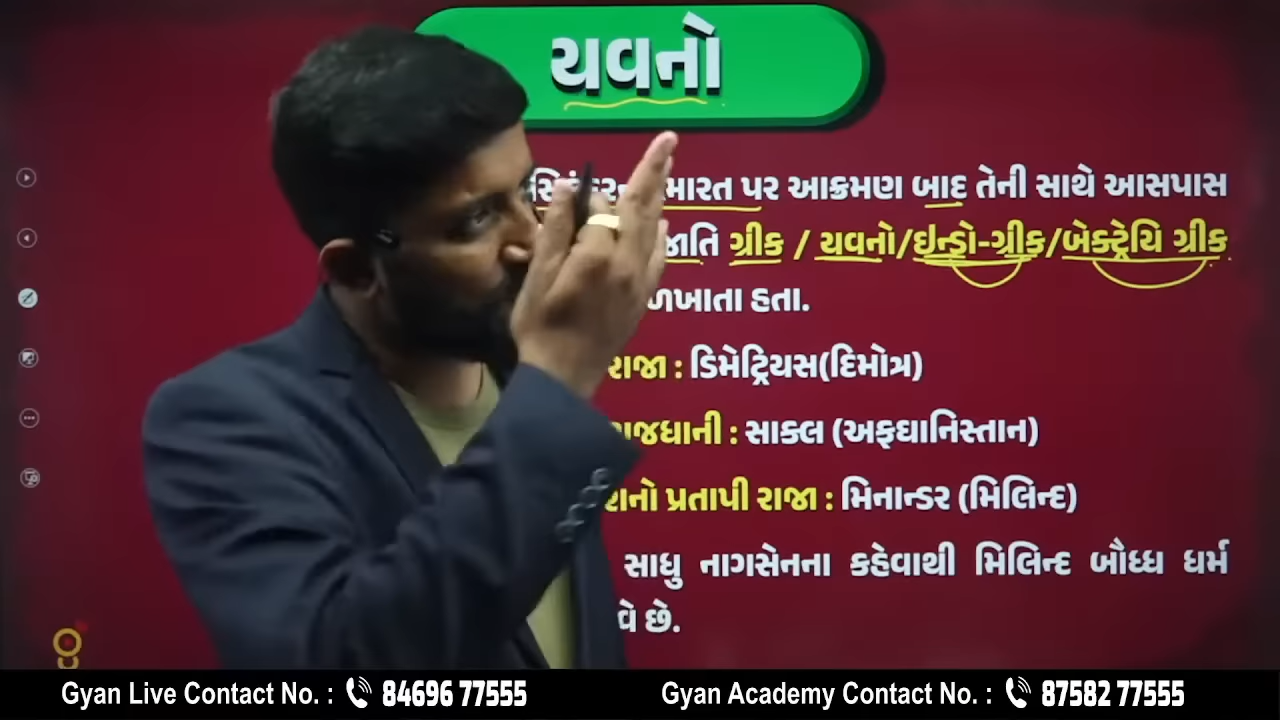 યવનો
ભારત પર આક્રમણ બાદ તેની સાથે આસપાસ
ગ્રીક / યવનો/ઇન્ડ્રો-ગ્રીક/બેક્ટ્રેયિ ગ્રીક
હતા.
રાજા : ડિમેટ્રિયસ(દિમોત્ર)
રાજધાની : સાકલ (અફઘાનિસ્તાન)
પ્રતાપી રાજા : મિનાન્ડર (મિલિન્દ)
સાધુ નાગસેનના કહેવાથી મિલિન્દ બૌધ્ધ ધર્મ
છે.
Gyan Live Contact No. : 84696 77555
Gyan Academy Contact No. : 87582 77555